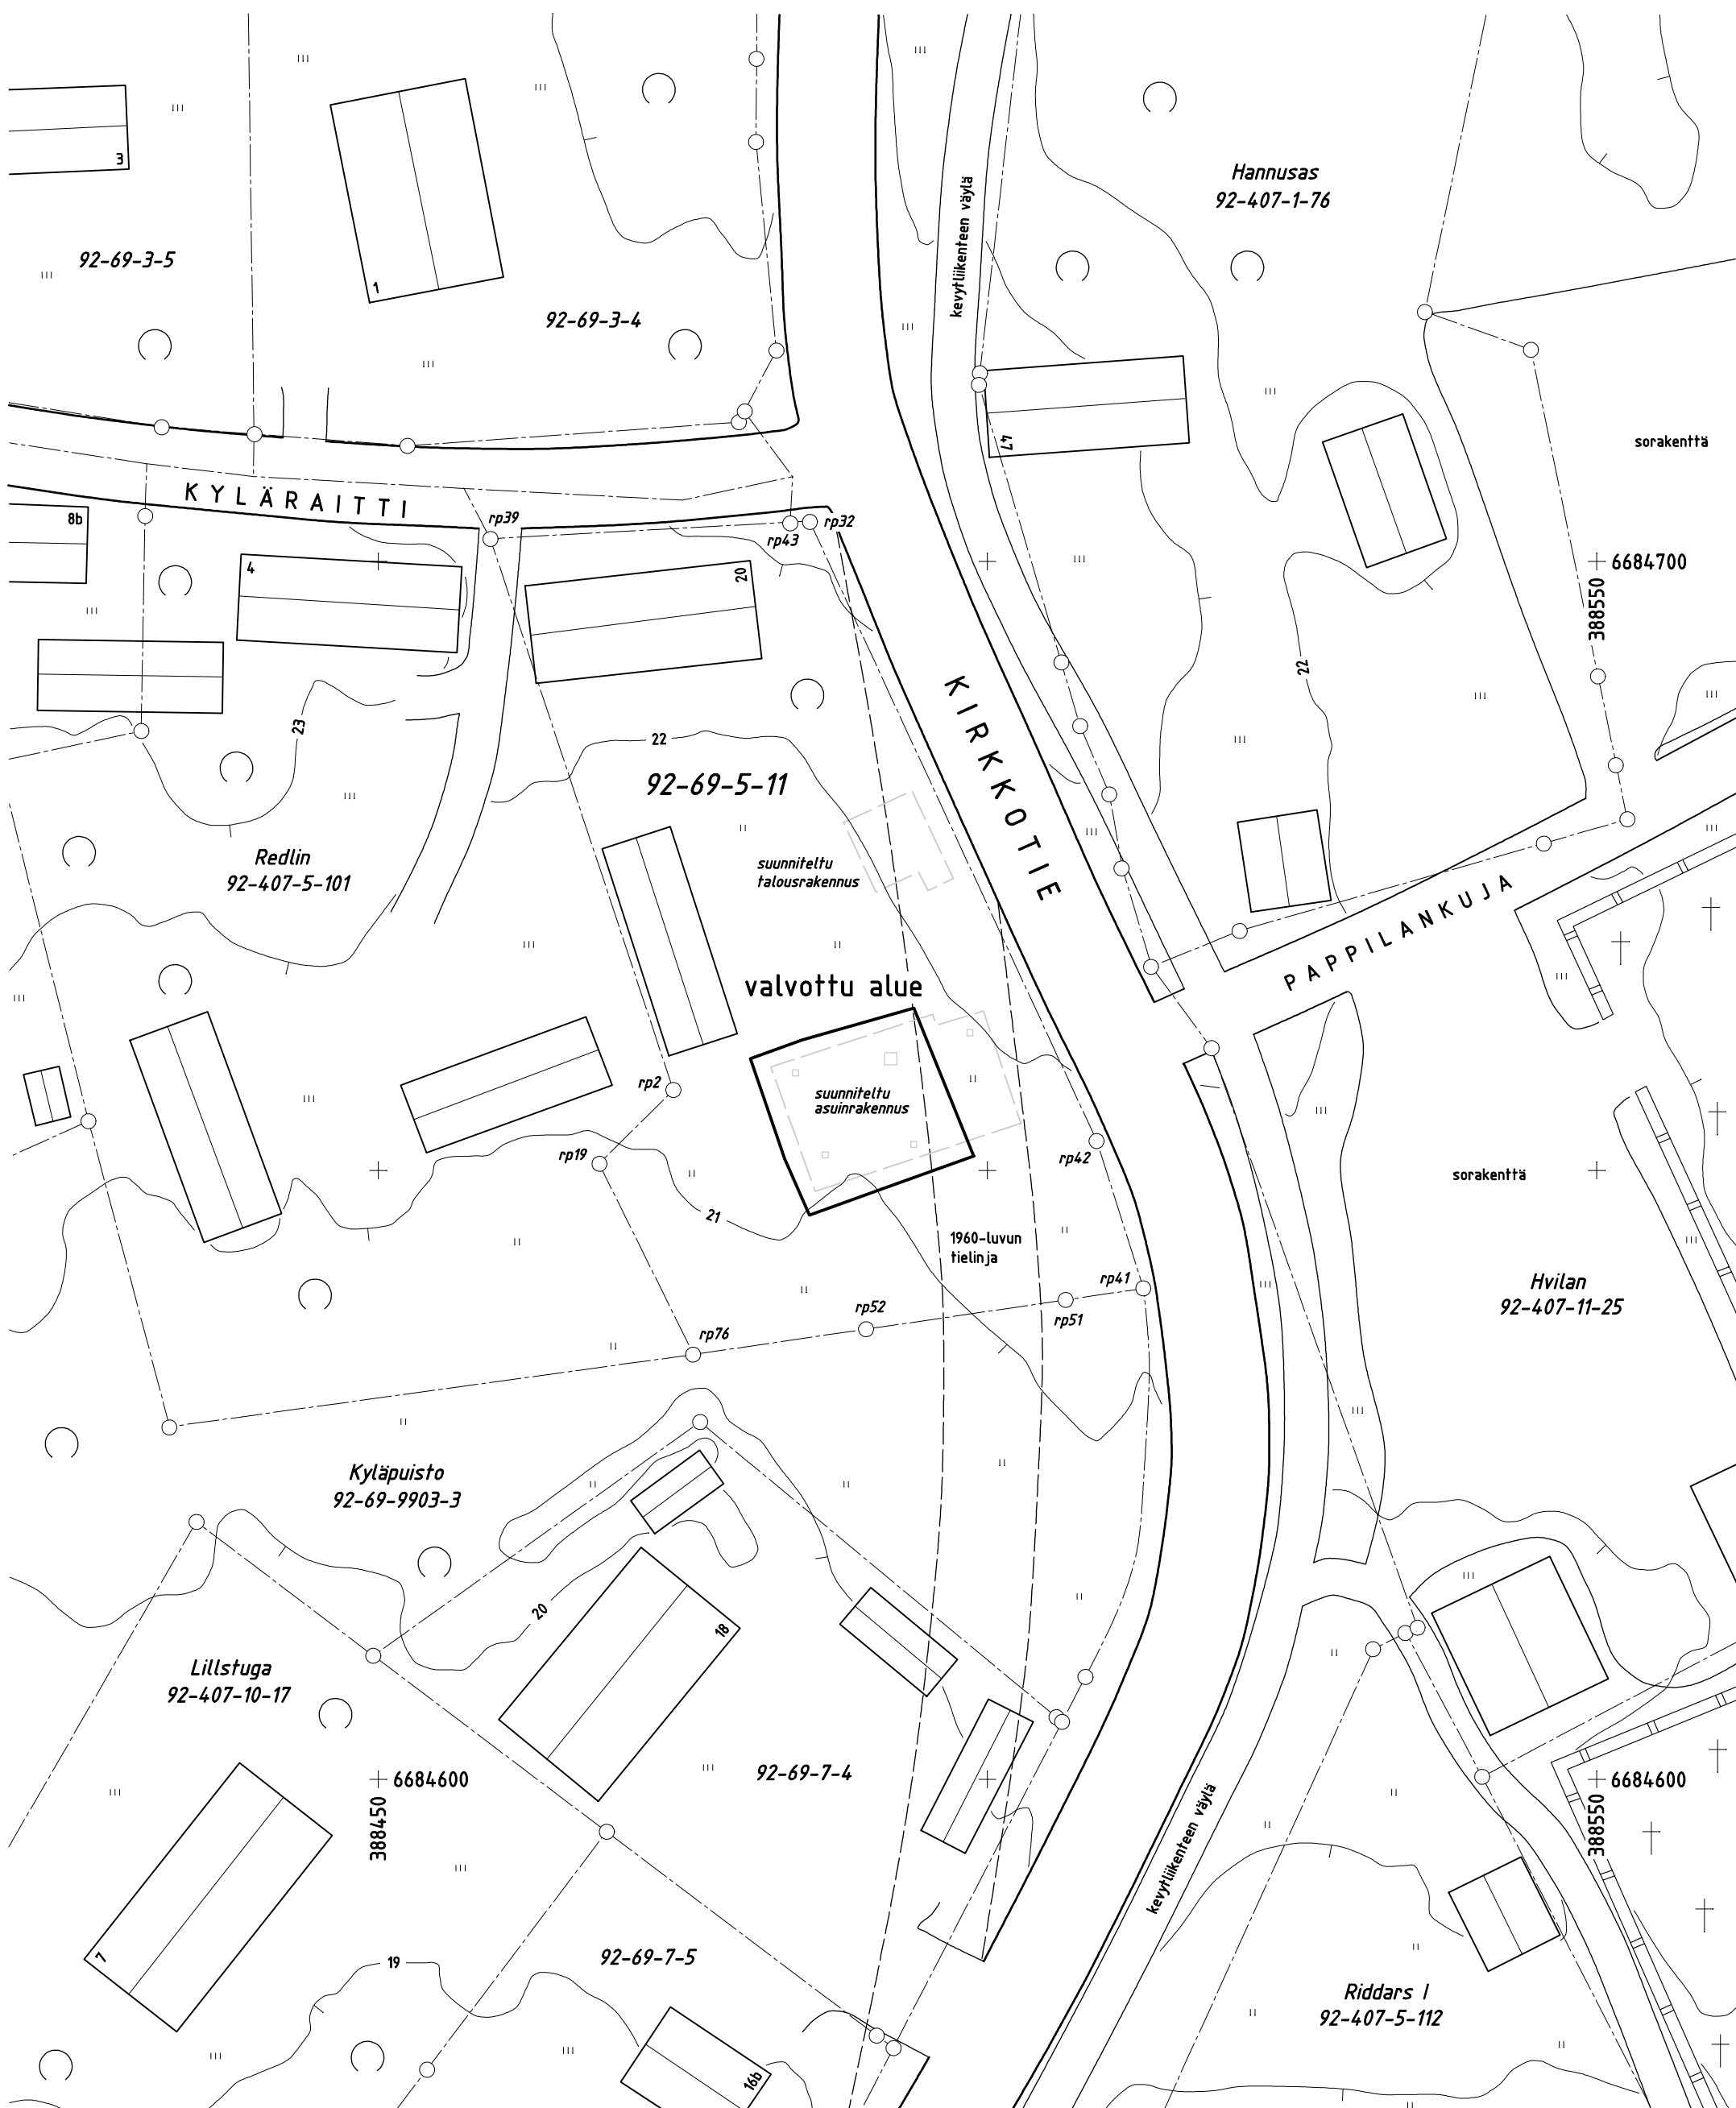 3
1
92-69-3-5
92-69-3-4
kevytliikenteen väylä
Hannusas
92-407-1-76
47
sorakenttä
KYLÄRAITTI
8b
4
rp39
rp43
rp32
20
6684700
388550
22
23
22
KIRKKOTIE
92-69-5-11
Redlin
92-407-5-101
suunniteltu
talousrakennus
PAPPILANKUJA
valvottu alue
rp2
suunniteltu
asuinrakennus
rp19
rp42
sorakenttä
21
1960-luvun
tielinja
rp41
rp52
rp51
rp76
Hvilan
92-407-11-25
Kyläpuisto
92-69-9903-3
20
18
Lillstuga
92-407-10-17
92-69-7-4
6684600
388450
6684600
388550
kevytliikenteen väylä
7
19
92-69-7-5
Riddars I
92-407-5-112
16b